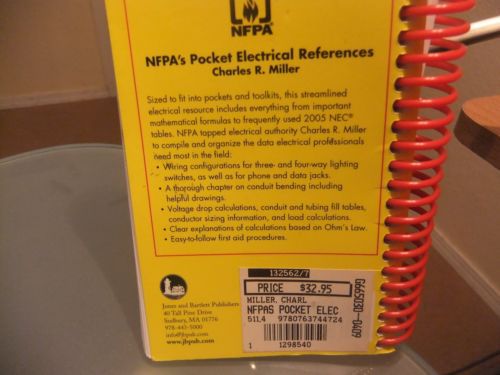 NFPA®
NFPA's Pocket Electrical References
Charles R. Miller
Sized to fit into pockets and toolkits, this streamlined
electrical resource includes everything from important
mathematical formulas to frequently used 2005 NEC®
tables. NFPA tapped electrical authority Charles R. Miller
to compile and organize the data electrical professionals
need most in the field:
• Wiring configurations for three- and four-way lighting
switches, as well as for phone and data jacks.
• A thorough chapter on conduit bending including
helpful drawings.
• Voltage drop calculations, conduit and tubing fill tables,
conductor sizing information, and load calculations.
• Clear explanations of calculations based on Ohm's Law.
• Easy-to-follow first aid procedures.
Jones and Bartlett Publishers
40 Tall Pine Drive
Sudbury, MA 01776
978-443-5000
info@jbpub.com
www.jbpub.com
132562/7
PRICE $32.95
MILLER, CHARL
NFPAS POCKET ELEC
511,4 9780763744724
1 1298540
G6652E0-0409